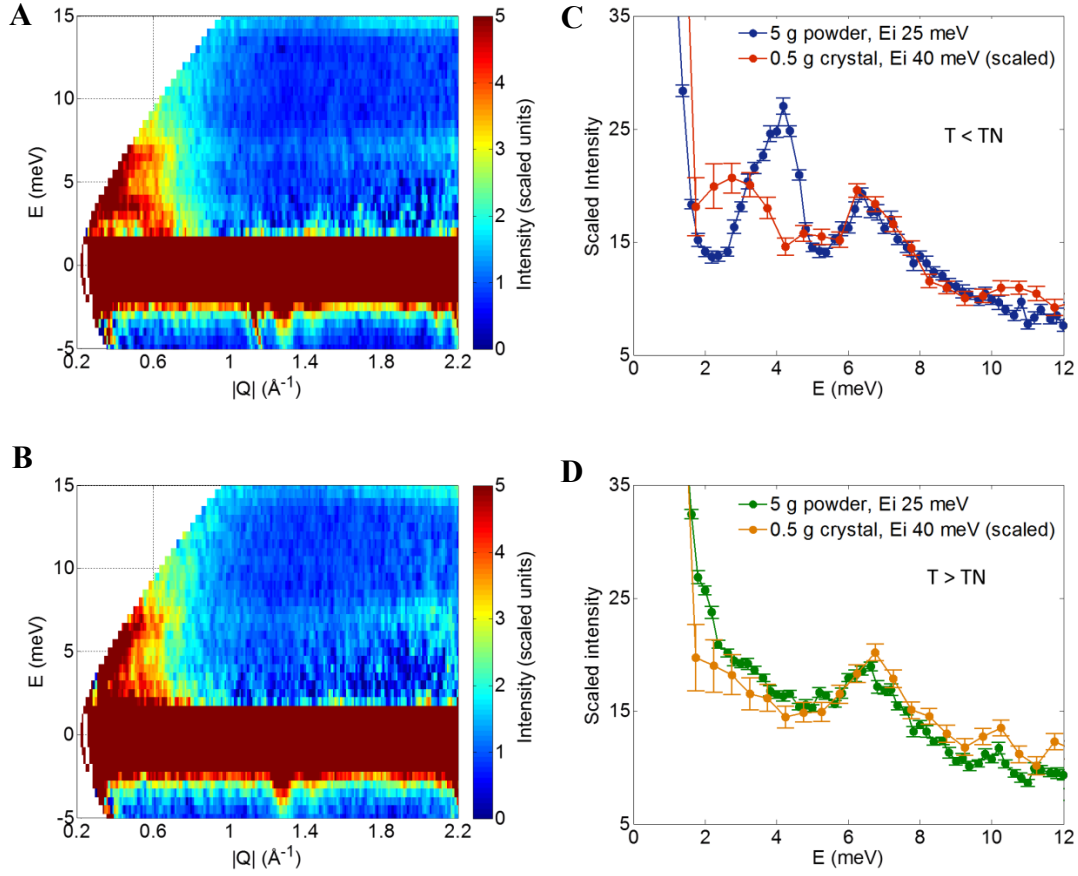 A
15
10
5
0
-5
E (meV)
0.2
0.6
1
1.4
1.8
2.2
|Q| (Å-1)
5
4
3
2
1
0
Intensity (scaled units)
C
5 g powder, Ei 25 meV
0.5 g crystal, Ei 40 meV (scaled)
T < TN
35
25
15
5
Scaled Intensity
0
2
4
6
8
10
12
E (meV)
B
15
10
5
0
-5
E (meV)
0.2
0.6
1
1.4
1.8
2.2
|Q| (Å-1)
5
4
3
2
1
0
Intensity (scaled units)
D
5 g powder, Ei 25 meV
0.5 g crystal, Ei 40 meV (scaled)
T > TN
35
25
15
5
Scaled intensity
0
2
4
6
8
10
12
E (meV)